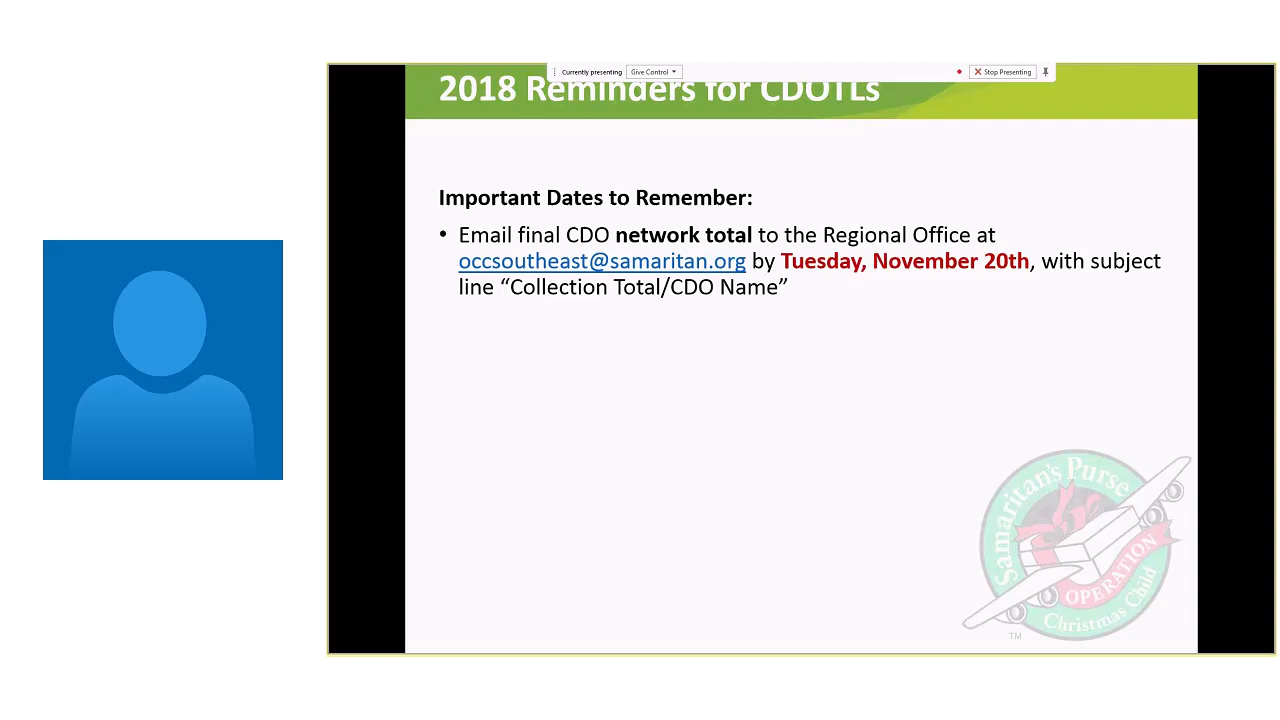 Currently presenting Give Control Stop Presenting
2018 Reminders for CDOTLs
Important Dates to Remember:
• Email final CDO network total to the Regional Office at
occsoutheast@samaritan.org by Tuesday, November 20th, with subject
line “Collection Total/CDO Name”
Samaritan's Purse
OPERATION
Christmas Child
TM